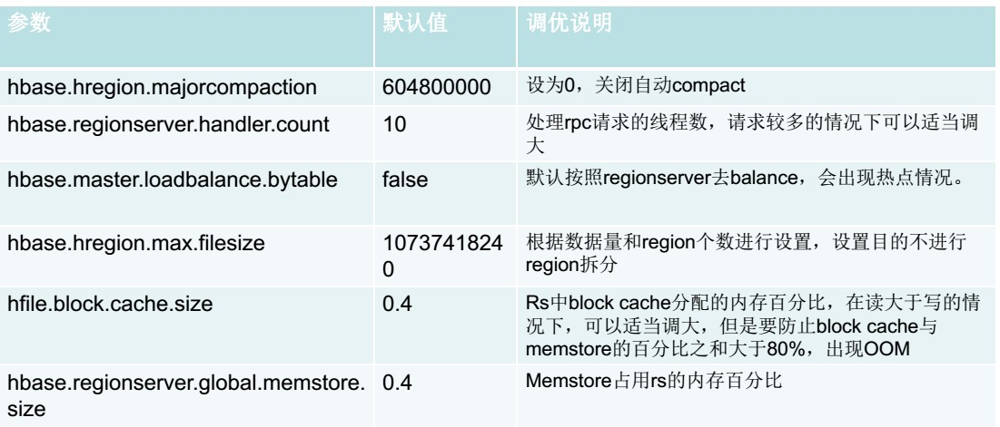 参数 默认值 调优说明
hbase.hregion.majorcompaction 604800000 设为0，关闭自动compact
hbase.regionserver.handler.count 10 处理rpc请求的线程数，请求较多的情况下可以适当调
大
hbase.master.loadbalance.bytable false 默认按照regionserver去balance，会出现热点情况。
hbase.hregion.max.filesize 1073741824 根据数据量和region个数进行设置，设置目的不进行
0 region拆分
hfile.block.cache.size 0.4 Rs中block cache分配的内存百分比，在读大于写的情
况下，可以适当调大，但是要防止block cache与
memstore的百分比之和大于80%，出现OOM
hbase.regionserver.global.memstore. 0.4 Memstore占用rs的内存百分比
size